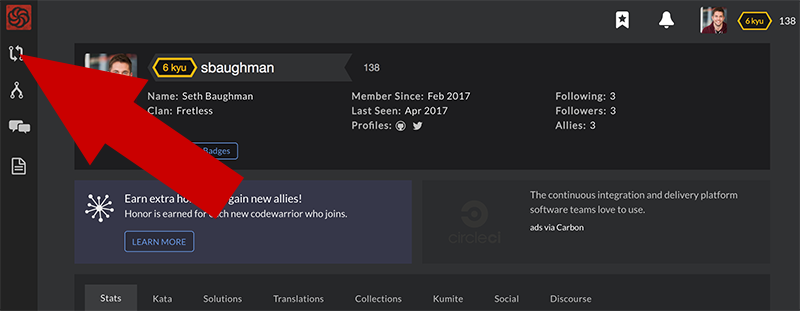 6 kyu 138
6 kyu sbaughman 138
Name: Seth Baughman Member Since: Feb 2017 Following: 3
Clan: Fretless Last Seen: Apr 2017 Followers: 3
Profiles: Allies: 3
Badges
Earn extra ho gain new allies!
Honor is earned for each new codewarrior who joins.
LEARN MORE
The continuous integration and delivery platform
software teams love to use.
ads via Carbon
circleci
Stats Kata Solutions Translations Collections Kumite Social Discourse